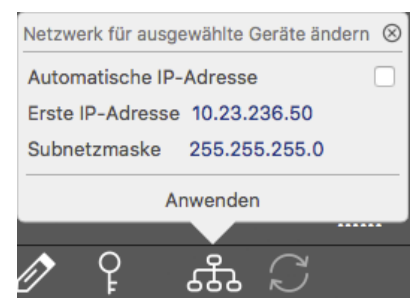 Netzwerk für ausgewählte Geräte ändern
Automatische IP-Adresse
Erste IP-Adresse 10.23.236.50
Subnetzmaske 255.255.255.0
Anwenden